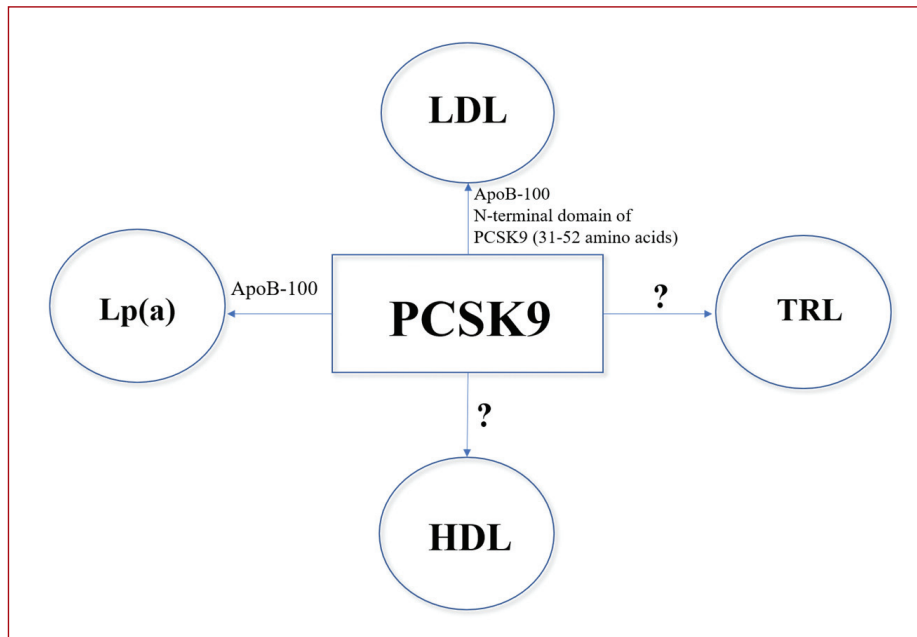 LDL
ApoB-100
N-terminal domain of
PCSK9 (31-52 amino acids)
Lp(a)
ApoB-100
PCSK9
?
TRL
?
HDL